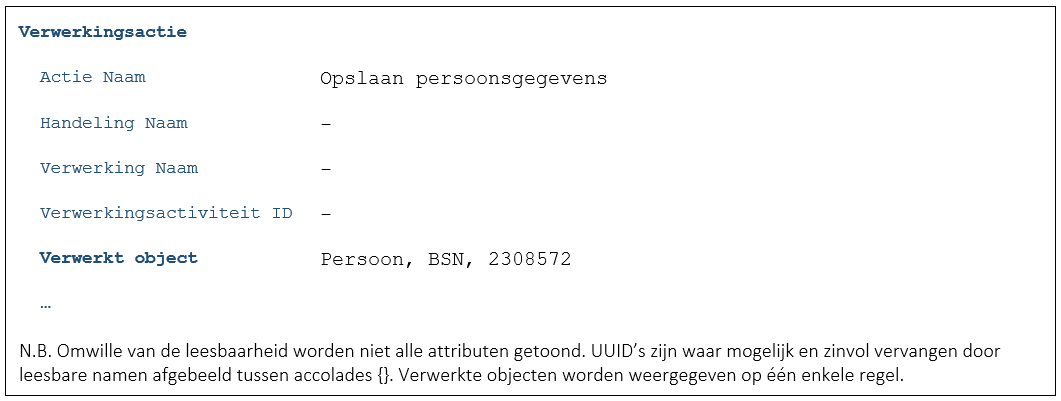 Verwerkingsactie
Actie Naam Opslaan persoonsgegevens
Handeling Naam –
Verwerking Naam –
Verwerkingsactiviteit ID –
Verwerkt object Persoon, BSN, 2308572
…
N.B. Omwille van de leesbaarheid worden niet alle attributen getoond. UUID’s zijn waar mogelijk en zinvol vervangen door
leesbare namen afgebeeld tussen accolades {}. Verwerkte objecten worden weergegeven op één enkele regel.